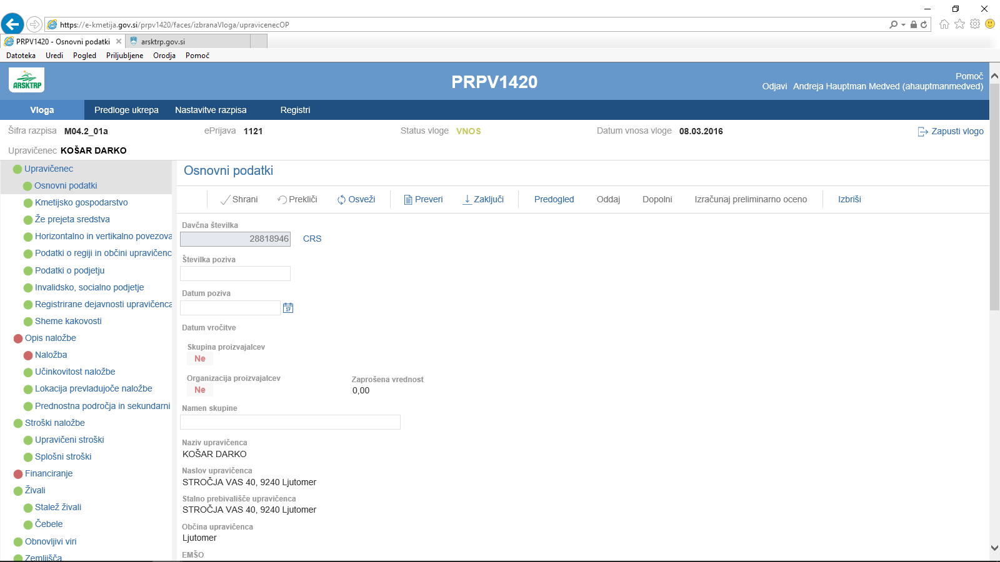 https://e-kmetija.gov.si/prpv1420/faces/izbranaVloga/upravicenecOP
PRPV1420 - Osnovni podatki
arsktrp.gov.si
Datoteka Uredi Pogled Priljubljene Orodja Pomoč
ARSKTRP
PRPV1420
Pomoč
Odjavi Andreja Hauptman Medved (ahauptmanmedved)
Vloga Predloge ukrepa Nastavitve razpisa Registri
Šifra razpisa M04.2_01a ePrijava 1121 Status vloge VNOS Datum vnosa vloge 08.03.2016 Zapusti vlogo
Upravičenec KOŠAR DARKO
Upravičenec
Osnovni podatki
Kmetijsko gospodarstvo
Že prejeta sredstva
Horizontalno in vertikalno povezova
Podatki o regiji in občini upravičenc
Podatki o podjetju
Invalidsko, socialno podjetje
Registrirane dejavnosti upravičenca
Sheme kakovosti
Opis naložbe
Naložba
Učinkovitost naložbe
Lokacija prevladujoče naložbe
Prednostna področja in sekundarni
Stroški naložbe
Upravičeni stroški
Splošni stroški
Financiranje
Živali
Stalež živali
Čebele
Obnovljivi viri
Zemljišča
Osnovni podatki
Shrani Prekliči Osveži Preveri Zaključi Predogled Oddaj Dopolni Izračunaj preliminarno oceno Izbriši
Davčna številka
28818946 CRS
Številka poziva
Datum poziva
17
Datum vročitve
Skupina proizvajalcev
Ne
Organizacija proizvajalcev
Ne
Zaprošena vrednost
0,00
Namen skupine
Naziv upravičenca
KOŠAR DARKO
Naslov upravičenca
STROČJA VAS 40, 9240 Ljutomer
Stalno prebivališče upravičenca
STROČJA VAS 40, 9240 Ljutomer
Občina upravičenca
Ljutomer
EMŠO